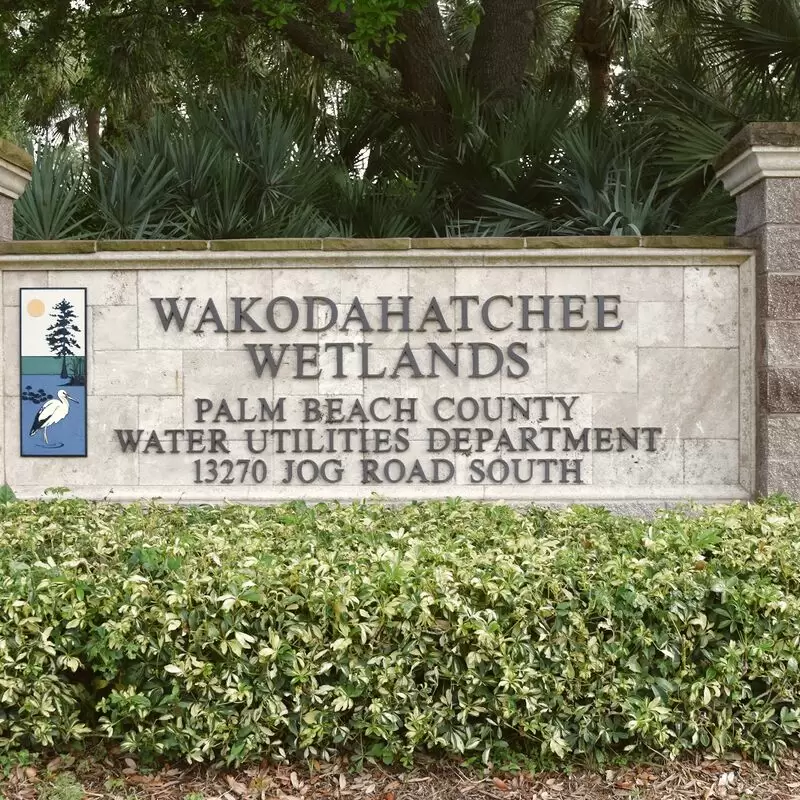 WAKODAHATCHEE
WETLANDS
PALM BEACH COUNTY
WATER UTILITIES DEPARTMENT
13270 JOG ROAD SOUTH